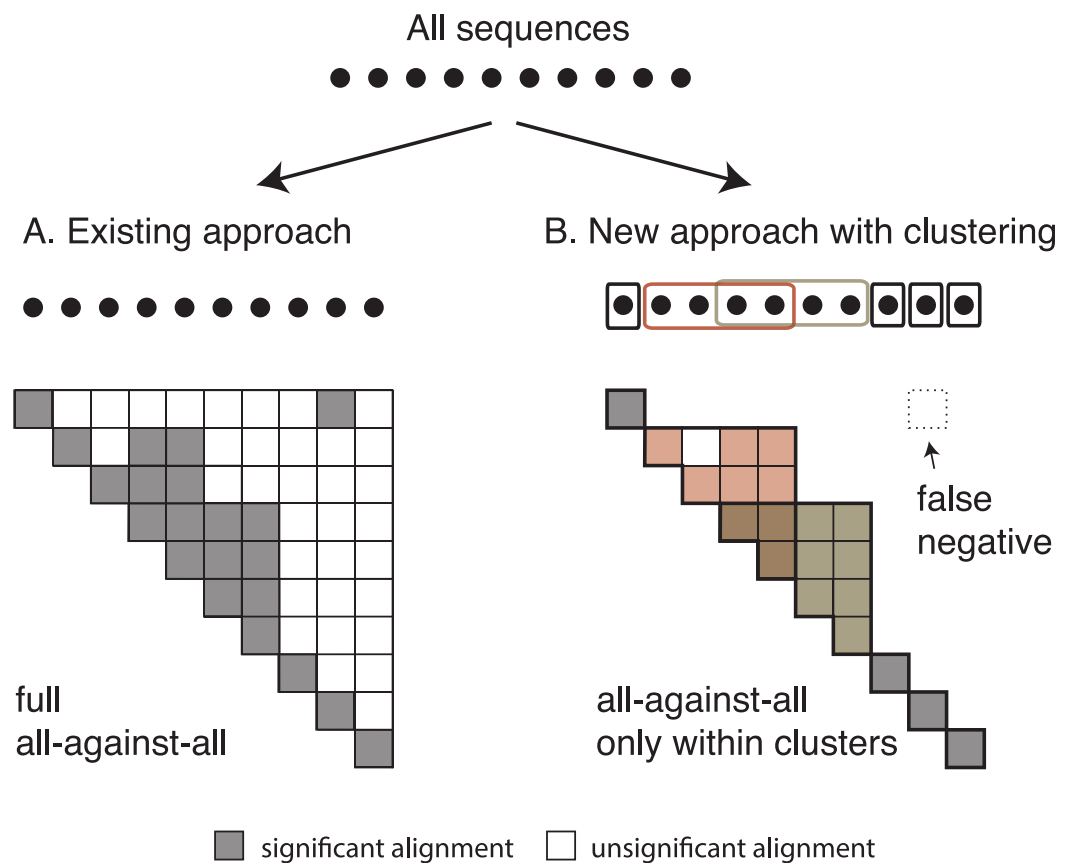 All sequences
A. Existing approach
B. New approach with clustering
false
negative
full
all-against-all
all-against-all
only within clusters
significant alignment
unsignificant alignment